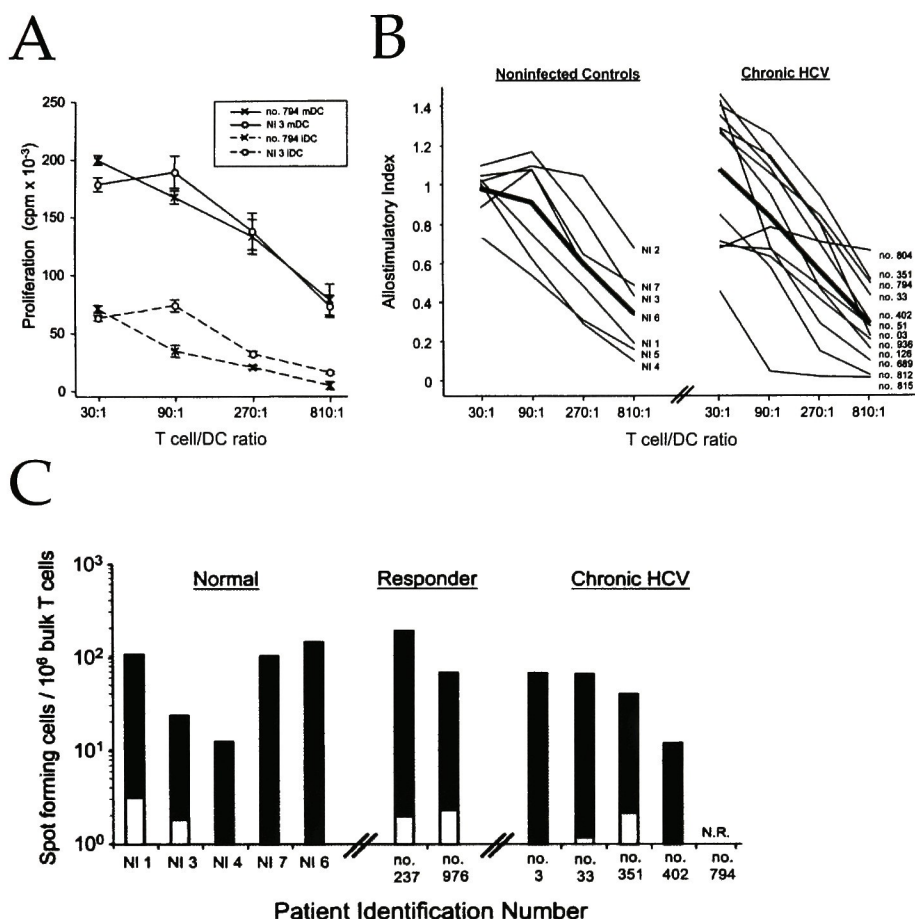 A
250
200
150
100
50
0
Proliferation (cpm x 10-3)
no. 794 mDC
NI 3 mDC
no. 794 iDC
NI 3 iDC
30:1 90:1 270:1 810:1
T cell/DC ratio
B
Noninfected Controls
Chronic HCV
1.4
1.2
1
0.8
0.6
0.4
0.2
0
Allostimulatory Index
NI 2
NI 7
NI 3
NI 6
NI 1
NI 5
NI 4
no. 804
no. 351
no. 794
no. 33
no. 402
no. 51
no. 03
no. 936
no. 126
no. 689
no. 812
no. 815
30:1 90:1 270:1 810:1 30:1 90:1 270:1 810:1
T cell/DC ratio
C
Normal
Responder
Chronic HCV
10³
10²
10¹
10⁰
Spot forming cells / 10⁶ bulk T cells
N.R.
NI 1 NI 3 NI 4 NI 7 NI 6 no. 237 no. 976 no. 3 no. 33 no. 351 no. 402 no. 794
Patient Identification Number